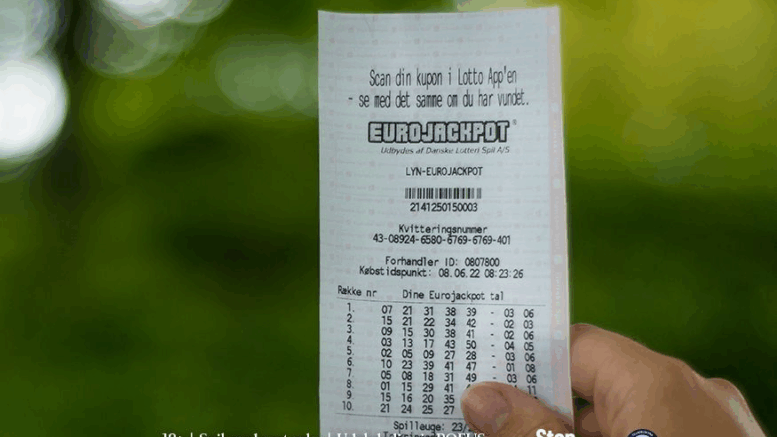 Scan din kupon i Lotto App'en
- se med det samme om du har vundet.
EUROJACKPOT
Udbydes af Danske Lotteri Spil A/S
LYN-EUROJACKPOT
2141250150003
Kvitteringsnummer
43-08924-6580-6769-6769-401
Forhandler ID: 0807800
Købstidspunkt: 08.06.22 08:23:26
Række nr Dine Eurojackpot tal
1. 07 21 31 38 39 - 03 06
2. 15 21 22 34 42 - 02 03
3. 09 15 30 38 41 - 02 06
4. 03 13 17 43 50 - 04 05
5. 02 05 09 27 28 - 03 06
6. 10 23 39 41 47 - 01 08
7. 05 08 18 31 49 - 03 06
8. 01 15 29 41 11
9. 15 16 20 35
10. 21 24 25 27
Spilleuge: 23/